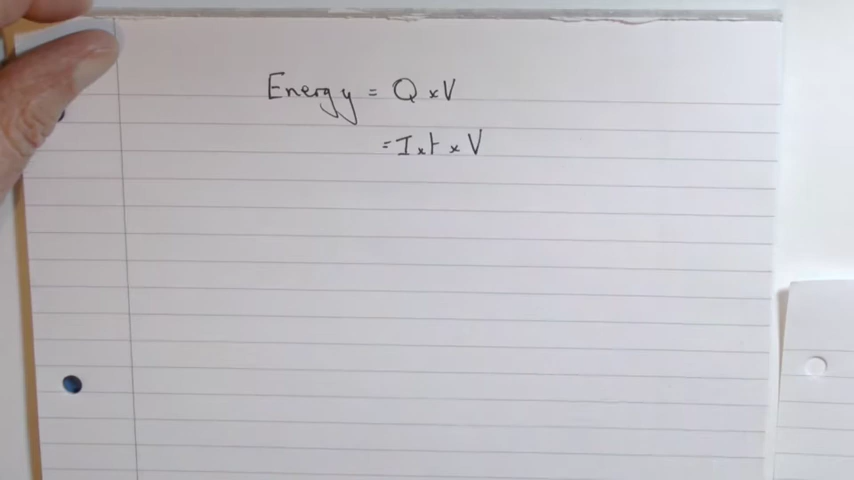 Energy = Q × V
= I × t × V